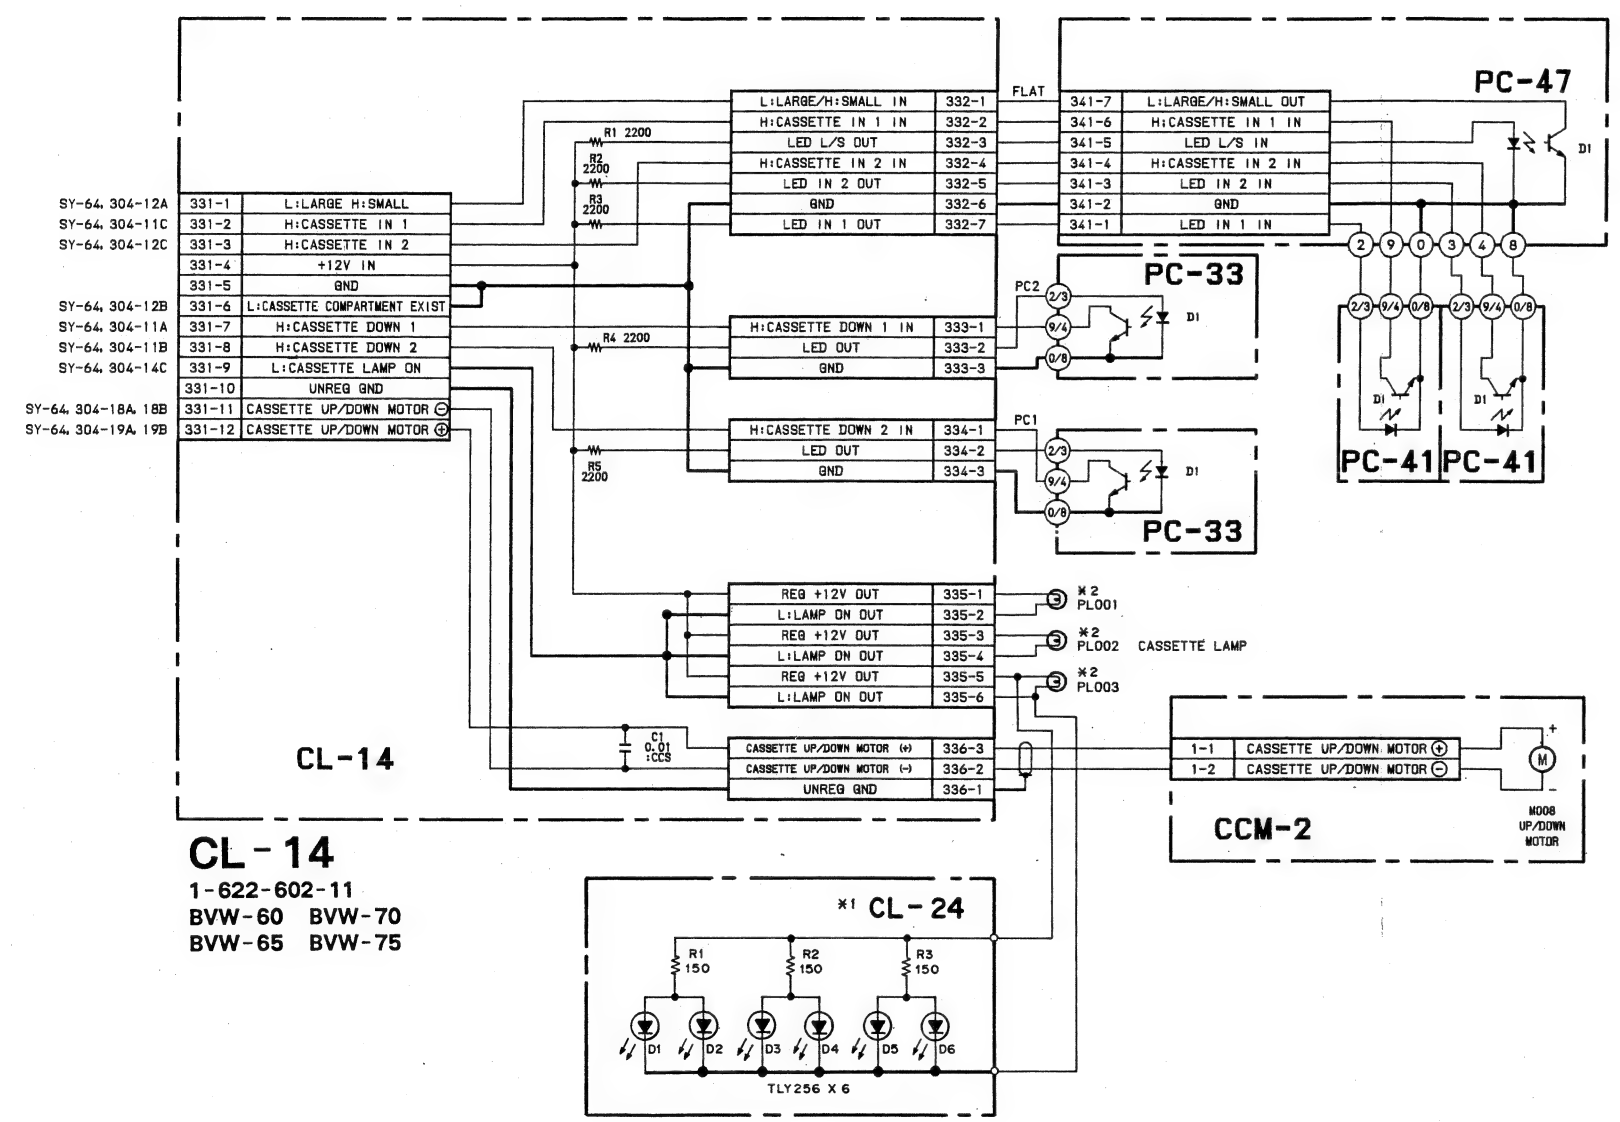 PC-47
FLAT
L:LARGE/H:SMALL IN 332-1
H:CASSETTE IN 1 IN 332-2
LED L/S OUT 332-3
H:CASSETTE IN 2 IN 332-4
LED IN 2 OUT 332-5
GND 332-6
LED IN 1 OUT 332-7
341-7 L:LARGE/H:SMALL OUT
341-6 H:CASSETTE IN 1 IN
341-5 LED L/S IN
341-4 H:CASSETTE IN 2 IN
341-3 LED IN 2 IN
341-2 GND
341-1 LED IN 1 IN
D1
R1 2200
R2
2200
R3
2200
2 9 0 3 4 8
SY-64, 304-12A 331-1 L:LARGE H:SMALL
SY-64, 304-11C 331-2 H:CASSETTE IN 1
SY-64, 304-12C 331-3 H:CASSETTE IN 2
331-4 +12V IN
331-5 GND
SY-64, 304-12B 331-6 L:CASSETTE COMPARTMENT EXIST
SY-64, 304-11A 331-7 H:CASSETTE DOWN 1
SY-64, 304-11B 331-8 H:CASSETTE DOWN 2
SY-64, 304-14C 331-9 L:CASSETTE LAMP ON
331-10 UNREG GND
SY-64, 304-18A, 18B 331-11 CASSETTE UP/DOWN MOTOR ⊖
SY-64, 304-19A, 19B 331-12 CASSETTE UP/DOWN MOTOR ⊕
PC-33
PC2
2/3
9/4
0/8
D1
R4 2200
H:CASSETTE DOWN 1 IN 333-1
LED OUT 333-2
GND 333-3
2/3 9/4 0/8 2/3 9/4 0/8
D1 D1
PC-41 PC-41
PC1
R5
2200
H:CASSETTE DOWN 2 IN 334-1
LED OUT 334-2
GND 334-3
2/3
9/4
0/8
D1
PC-33
REG +12V OUT 335-1
L:LAMP ON OUT 335-2
REG +12V OUT 335-3
L:LAMP ON OUT 335-4
REG +12V OUT 335-5
L:LAMP ON OUT 335-6
※2
PL001
※2
PL002 CASSETTE LAMP
※2
PL003
C1
0.01
:CCS
CASSETTE UP/DOWN MOTOR (+) 336-3
CASSETTE UP/DOWN MOTOR (-) 336-2
UNREG GND 336-1
CL-14
1-1 CASSETTE UP/DOWN MOTOR ⊕
1-2 CASSETTE UP/DOWN MOTOR ⊖
+
M
-
M008
UP/DOWN
MOTOR
CCM-2
CL-14
1-622-602-11
BVW-60 BVW-70
BVW-65 BVW-75
※1 CL-24
R1
150
R2
150
R3
150
D1 D2 D3 D4 D5 D6
TLY256 X 6